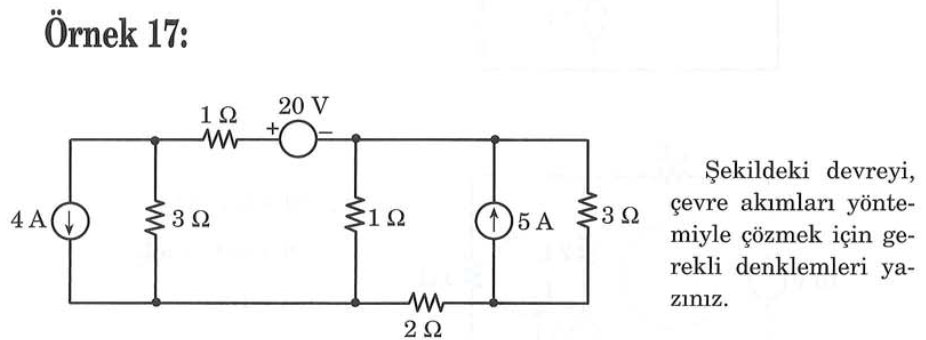 Örnek 17:
1 Ω
20 V
+
−
4 A
3 Ω
1 Ω
5 A
3 Ω
2 Ω
Şekildeki devreyi,
çevre akımları yönte-
miyle çözmek için ge-
rekli denklemleri ya-
zınız.